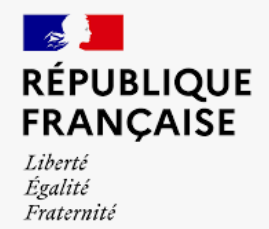 RÉPUBLIQUE
FRANÇAISE
Liberté
Égalité
Fraternité